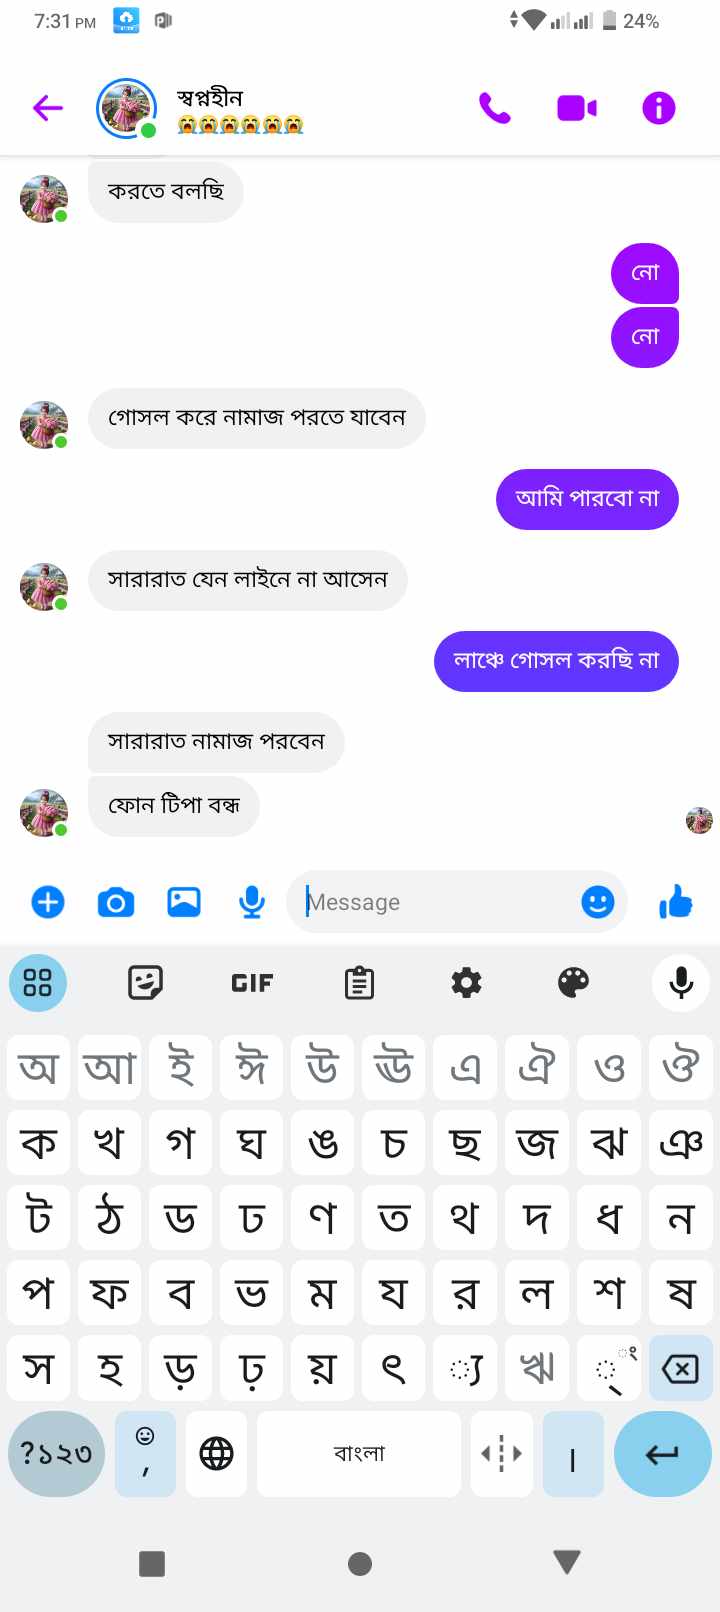 7:31 PM
24%
স্বপ্নহীন
😭😭😭😭😭😭
করতে বলছি
নো
নো
গোসল করে নামাজ পরতে যাবেন
আমি পারবো না
সারারাত যেন লাইনে না আসেন
লাঞ্চে গোসল করছি না
সারারাত নামাজ পরবেন
ফোন টিপা বন্ধ
Message
GIF
অ আ ই ঈ উ ঊ এ ঐ ও ঔ
ক খ গ ঘ ঙ চ ছ জ ঝ ঞ
ট ঠ ড ঢ ণ ত থ দ ধ ন
প ফ ব ভ ম য র ল শ ষ
স হ ড় ঢ় য় ৎ ্য ঋ ্ ং ঃ
?১২৩ , বাংলা ।